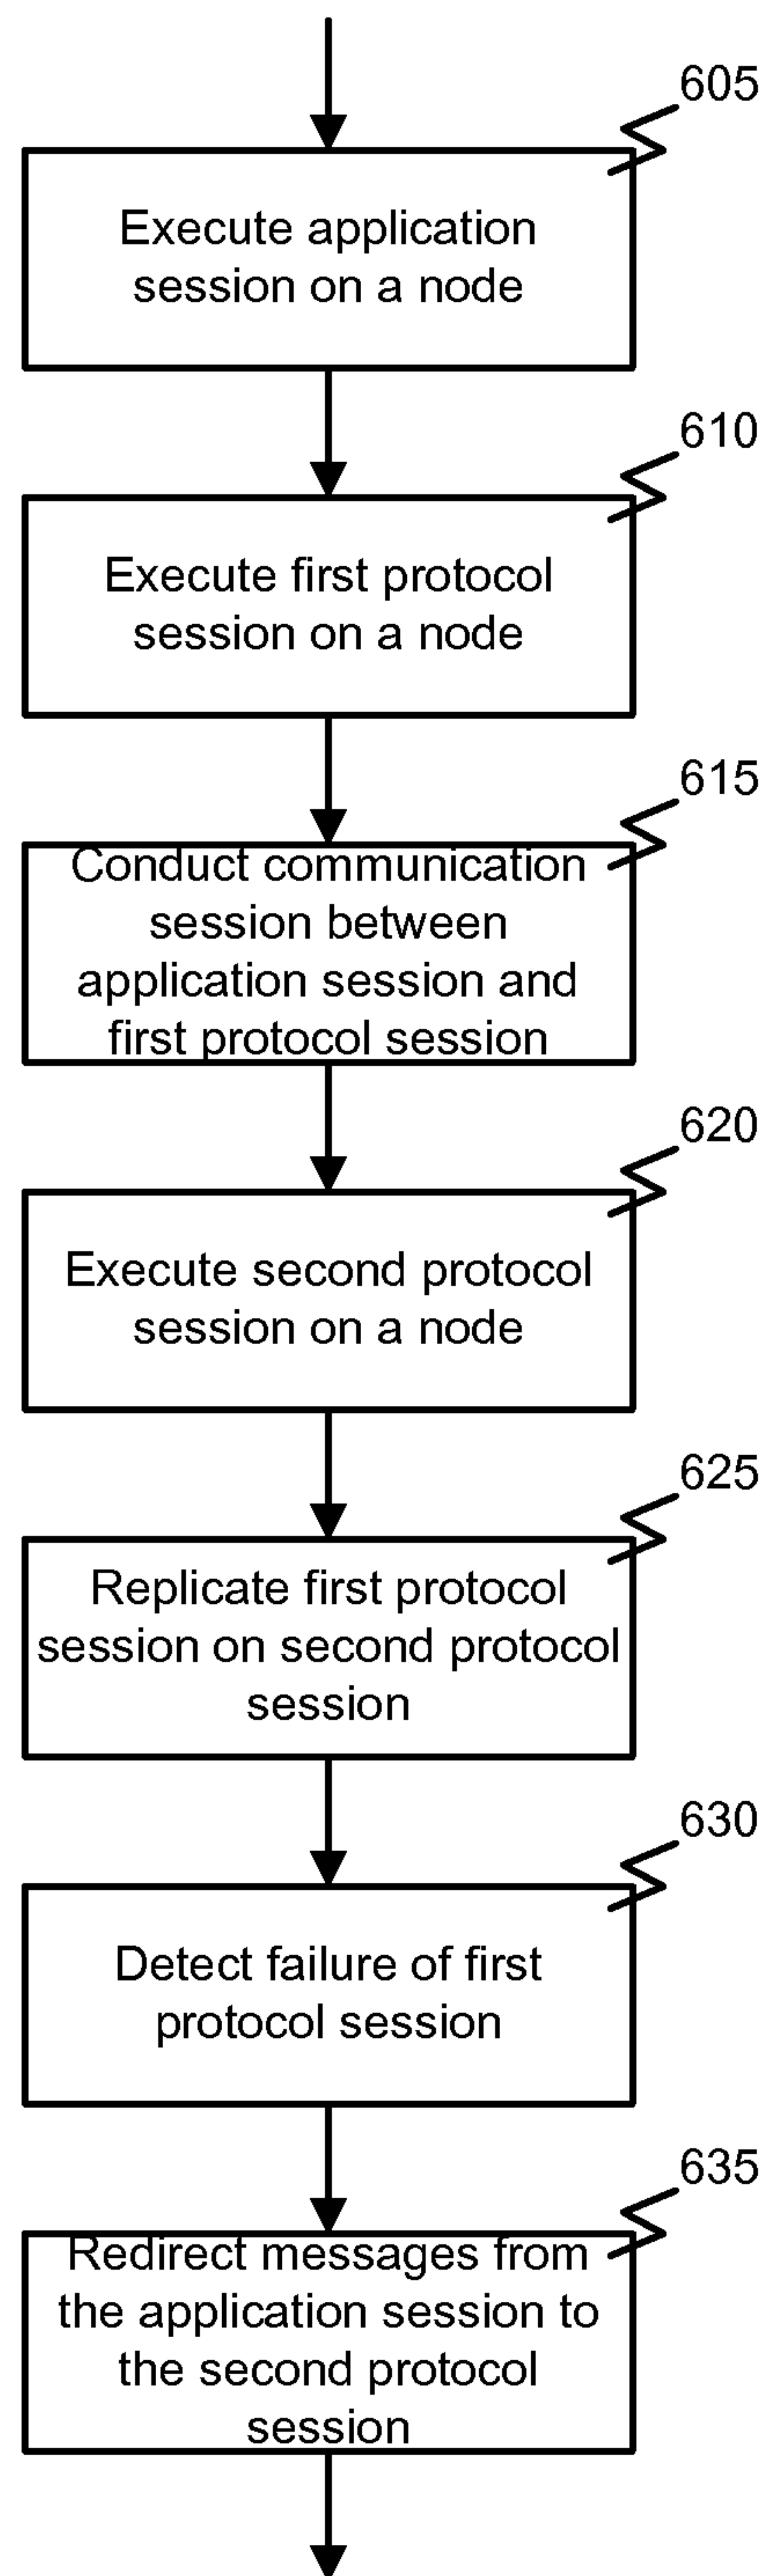 605
Execute application
session on a node
610
Execute first protocol
session on a node
615
Conduct communication
session between
application session and
first protocol session
620
Execute second protocol
session on a node
625
Replicate first protocol
session on second protocol
session
630
Detect failure of first
protocol session
635
Redirect messages from
the application session to
the second protocol
session